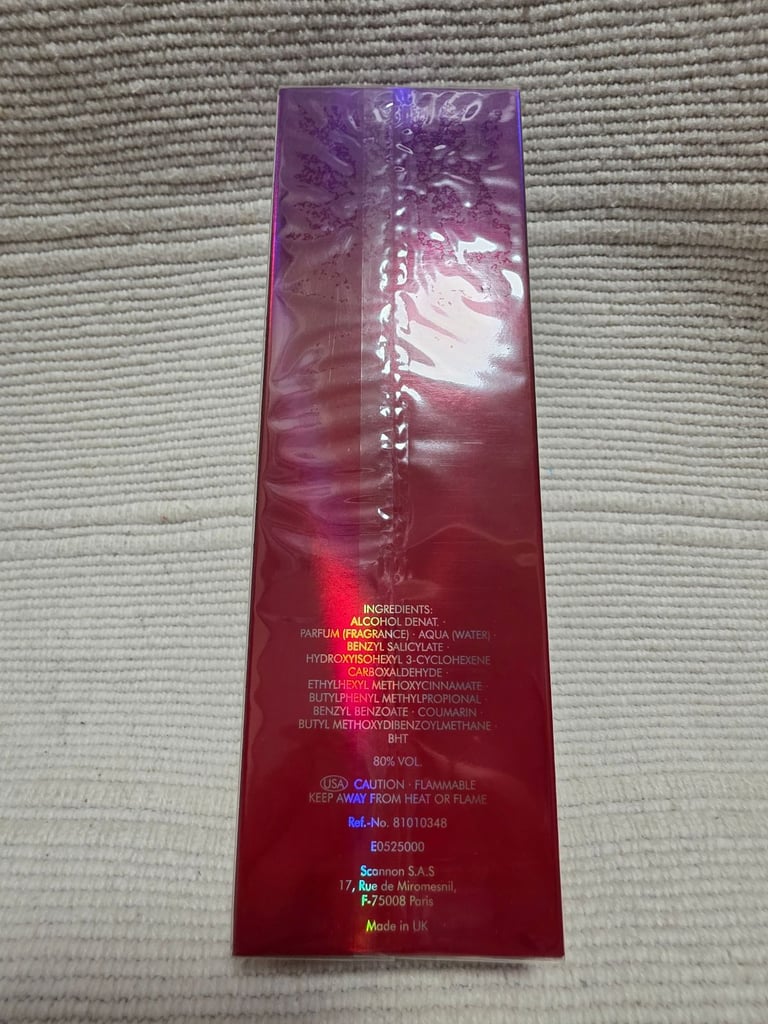 INGREDIENTS:
ALCOHOL DENAT. ·
PARFUM (FRAGRANCE) · AQUA (WATER) ·
BENZYL SALICYLATE ·
HYDROXYISOHEXYL 3-CYCLOHEXENE
CARBOXALDEHYDE ·
ETHYLHEXYL METHOXYCINNAMATE ·
BUTYLPHENYL METHYLPROPIONAL ·
BENZYL BENZOATE · COUMARIN ·
BUTYL METHOXYDIBENZOYLMETHANE ·
BHT
80% VOL.
USA CAUTION · FLAMMABLE
KEEP AWAY FROM HEAT OR FLAME
Ref.-No. 81010348
E0525000
Scannon S.A.S
17, Rue de Miromesnil,
F-75008 Paris
Made in UK